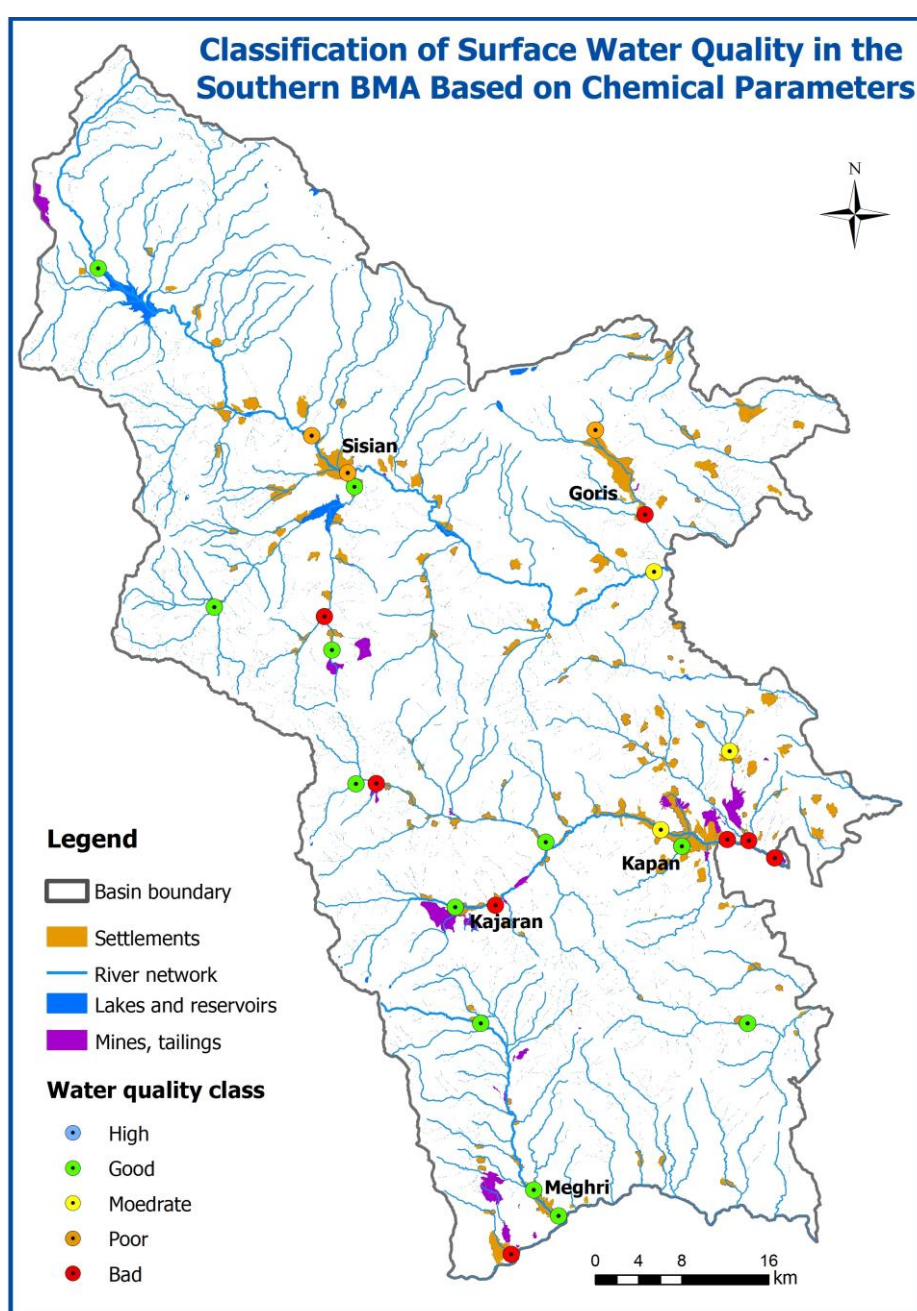 Classification of Surface Water Quality in the
Southern BMA Based on Chemical Parameters
N
Sisian
Goris
Kapan
Kajaran
Meghri
Legend
Basin boundary
Settlements
River network
Lakes and reservoirs
Mines, tailings
Water quality class
High
Good
Moedrate
Poor
Bad
0 4 8 16
km